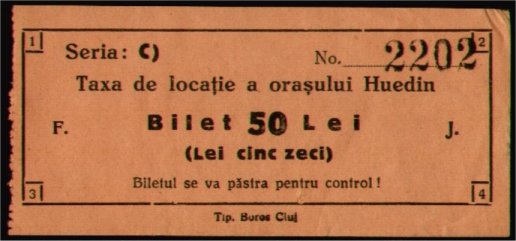 1 2
Seria: C) No. 2202
Taxa de locație a orașului Huedin
F. Bilet 50 Lei J.
(Lei cinc zeci)
Biletul se va păstra pentru control!
3 4
Tip. Buros Cluj